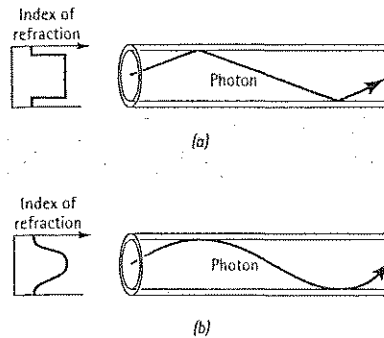 Index of
refraction
Photon
(a)
Index of
refraction
Photon
(b)